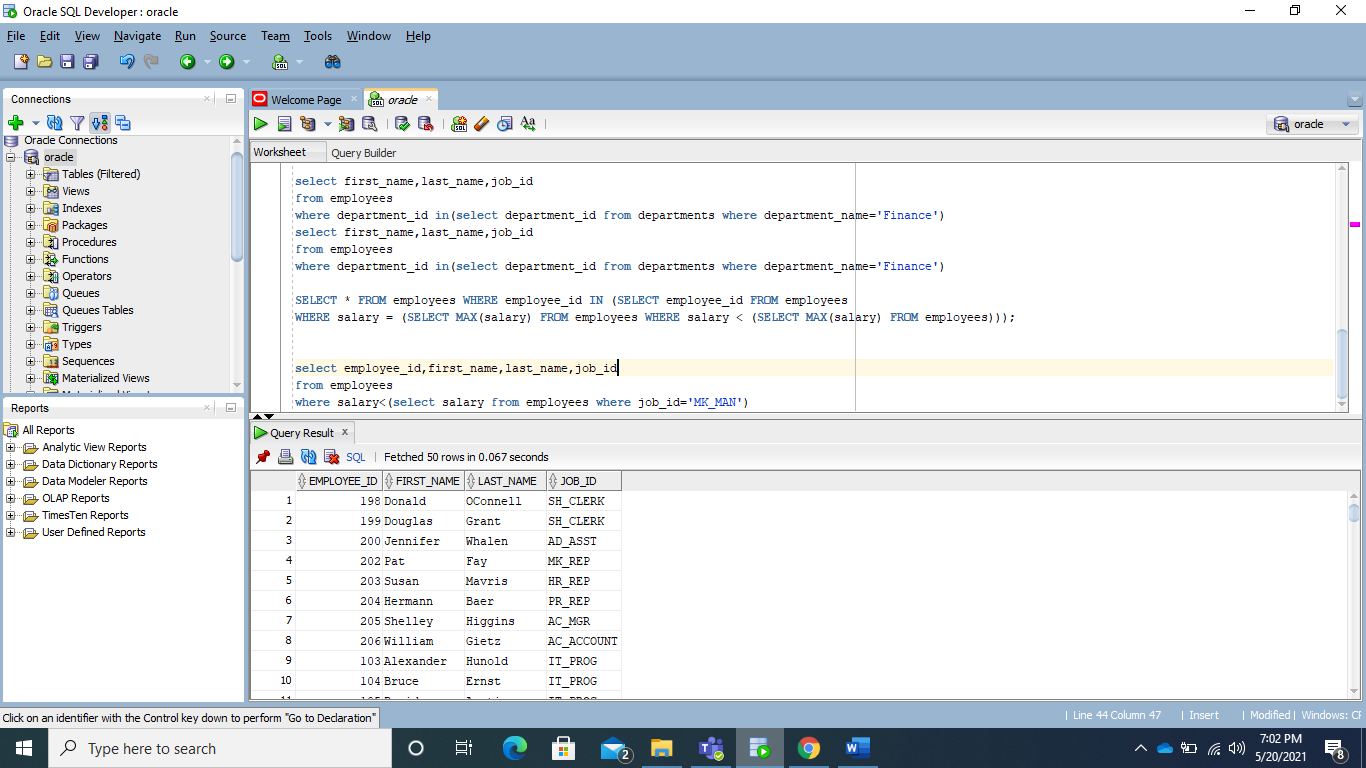 Oracle SQL Developer : oracle
File Edit View Navigate Run Source Team Tools Window Help
Connections
Oracle Connections
oracle
Tables (Filtered)
Views
Indexes
Packages
Procedures
Functions
Operators
Queues
Queues Tables
Triggers
Types
Sequences
Materialized Views
Reports
All Reports
Analytic View Reports
Data Dictionary Reports
Data Modeler Reports
OLAP Reports
TimesTen Reports
User Defined Reports
Welcome Page
oracle
oracle
Worksheet Query Builder
select first_name,last_name,job_id
from employees
where department_id in(select department_id from departments where department_name='Finance')
select first_name,last_name,job_id
from employees
where department_id in(select department_id from departments where department_name='Finance')
SELECT * FROM employees WHERE employee_id IN (SELECT employee_id FROM employees
WHERE salary = (SELECT MAX(salary) FROM employees WHERE salary < (SELECT MAX(salary) FROM employees)));
select employee_id,first_name,last_name,job_id
from employees
where salary<(select salary from employees where job_id='MK_MAN')
Query Result
SQL | Fetched 50 rows in 0.067 seconds
EMPLOYEE_ID FIRST_NAME LAST_NAME JOB_ID
1 198 Donald OConnell SH_CLERK
2 199 Douglas Grant SH_CLERK
3 200 Jennifer Whalen AD_ASST
4 202 Pat Fay MK_REP
5 203 Susan Mavris HR_REP
6 204 Hermann Baer PR_REP
7 205 Shelley Higgins AC_MGR
8 206 William Gietz AC_ACCOUNT
9 103 Alexander Hunold IT_PROG
10 104 Bruce Ernst IT_PROG
Click on an identifier with the Control key down to perform "Go to Declaration"
| Line 44 Column 47 | Insert | Modified | Windows: CF
Type here to search
2
7:02 PM
5/20/2021
8